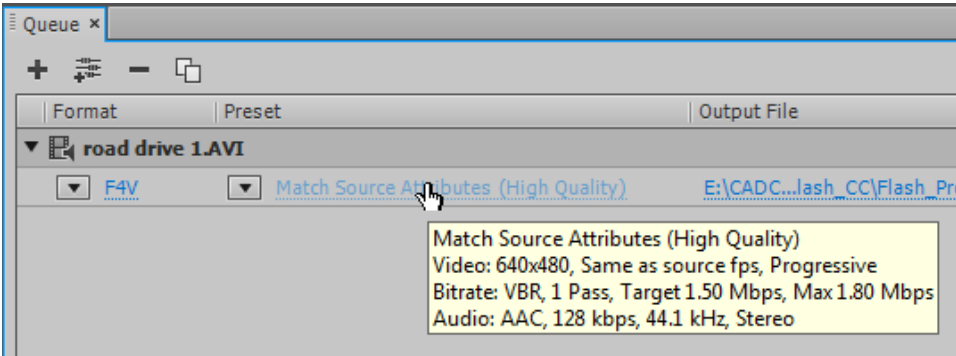 Queue ×
Format Preset Output File
road drive 1.AVI
F4V Match Source Attributes (High Quality) E:\CADC...lash_CC\Flash_Pr
Match Source Attributes (High Quality)
Video: 640x480, Same as source fps, Progressive
Bitrate: VBR, 1 Pass, Target 1.50 Mbps, Max 1.80 Mbps
Audio: AAC, 128 kbps, 44.1 kHz, Stereo